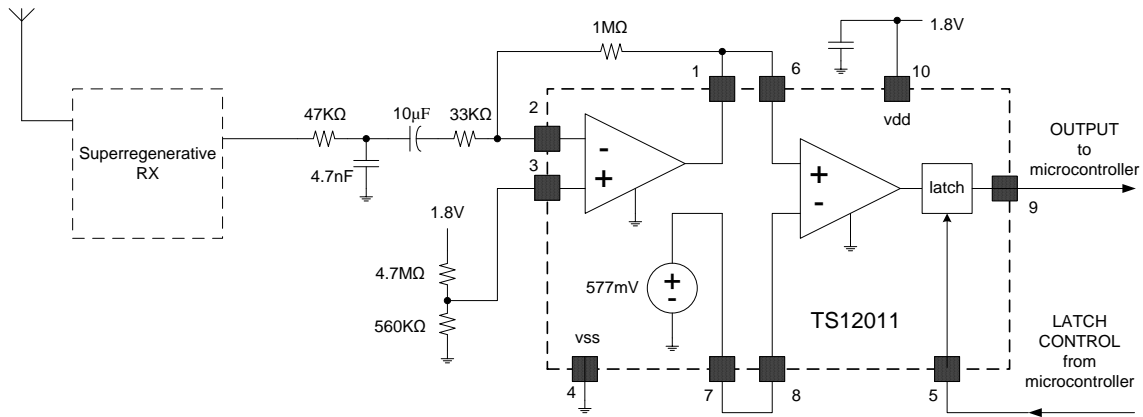 1MΩ
1.8V
1
6
10
vdd
47KΩ
10µF
33KΩ
2
3
4.7nF
Superregenerative
RX
-
+
+
-
latch
OUTPUT
to
microcontroller
9
1.8V
4.7MΩ
560KΩ
577mV
+
-
TS12011
vss
4
7
8
5
LATCH
CONTROL
from
microcontroller